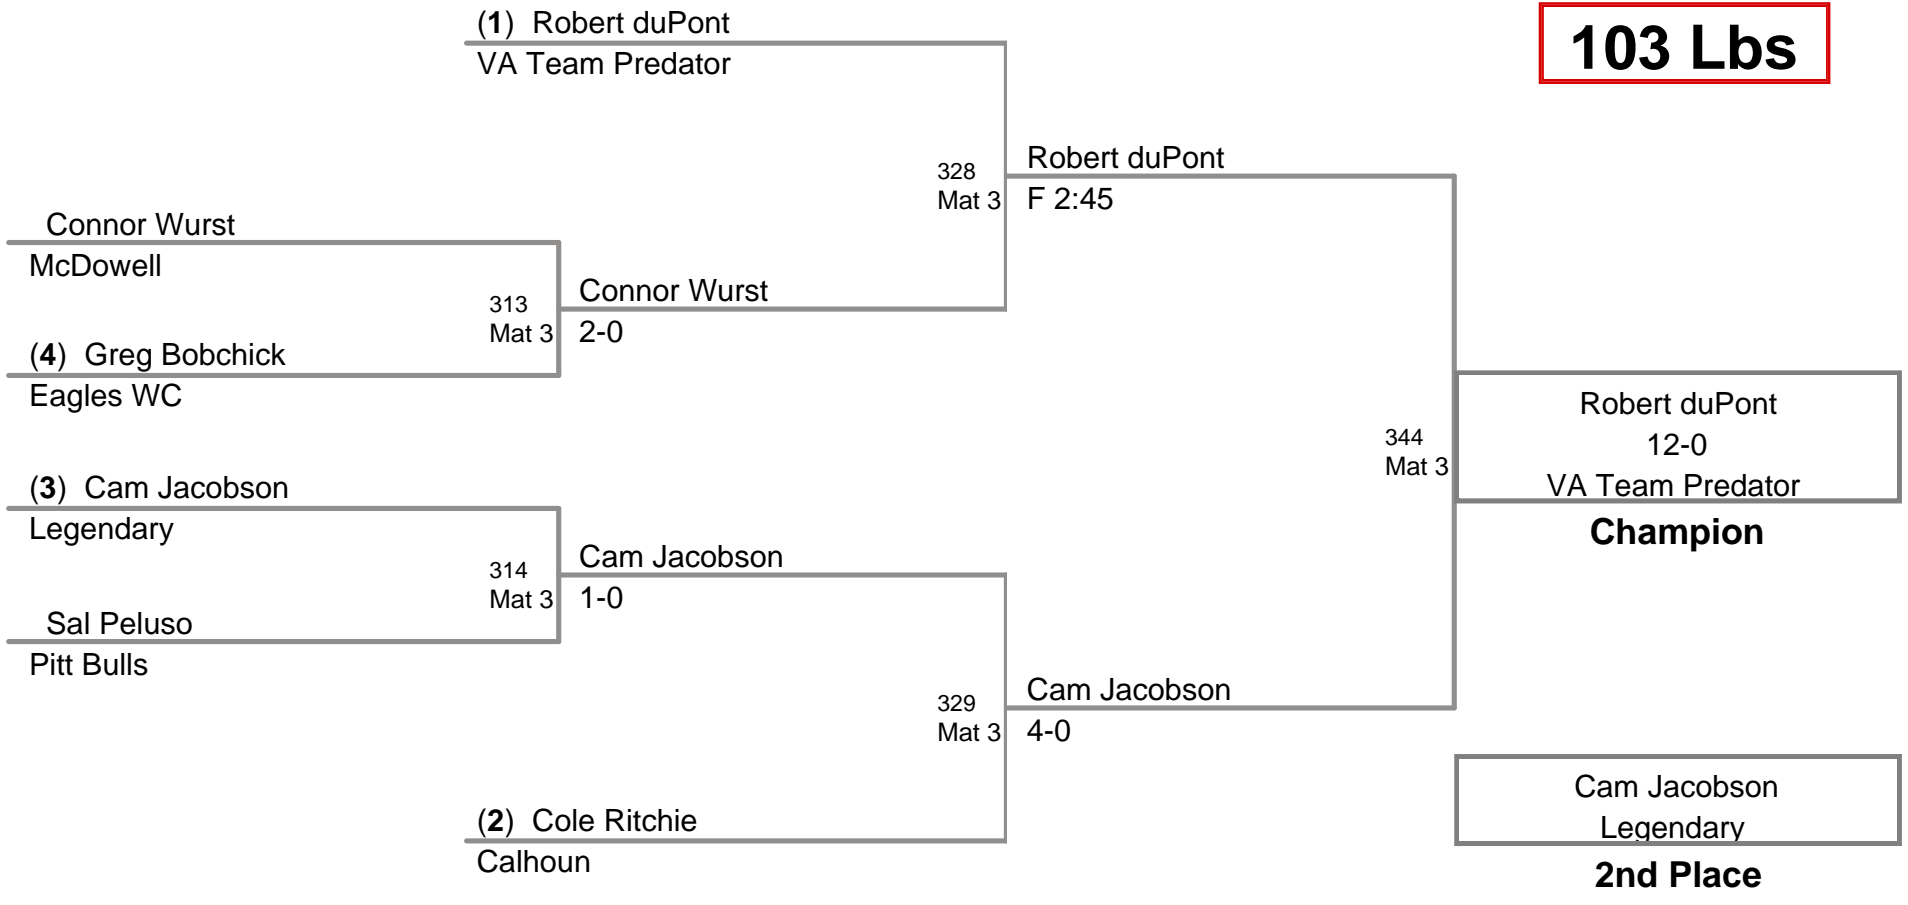 (1) Robert duPont
VA Team Predator
103 Lbs
328
Mat 3
Robert duPont
F 2:45
Connor Wurst
McDowell
313
Mat 3
Connor Wurst
2-0
(4) Greg Bobchick
Eagles WC
344
Mat 3
Robert duPont
12-0
VA Team Predator
Champion
(3) Cam Jacobson
Legendary
314
Mat 3
Cam Jacobson
1-0
Sal Peluso
Pitt Bulls
329
Mat 3
Cam Jacobson
4-0
(2) Cole Ritchie
Calhoun
Cam Jacobson
Legendary
2nd Place